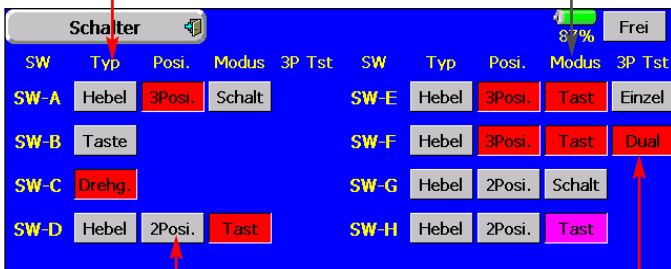 Schalter 87% Frei
SW Typ Posi. Modus 3P Tst SW Typ Posi. Modus 3P Tst
SW-A Hebel 3Posi. Schalt SW-E Hebel 3Posi. Tast Einzel
SW-B Taste SW-F Hebel 3Posi. Tast Dual
SW-C Drehg. SW-G Hebel 2Posi. Schalt
SW-D Hebel 2Posi. Tast SW-H Hebel 2Posi. Tast